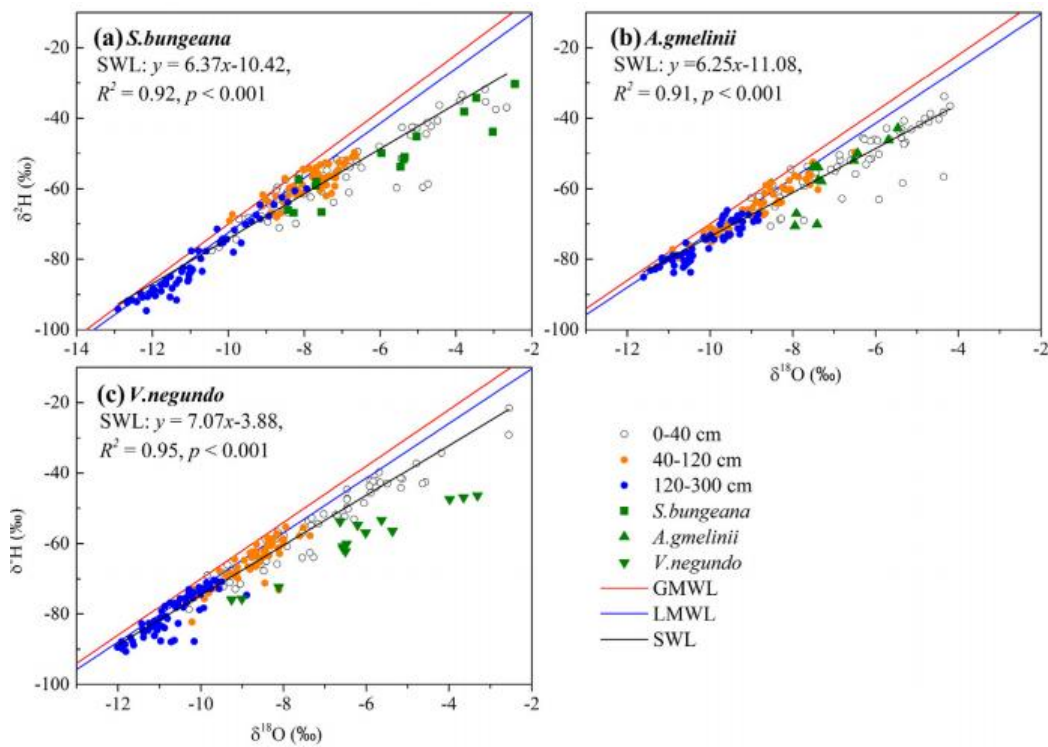 (a) S.bungeana
SWL: y = 6.37x-10.42,
R² = 0.92, p < 0.001
-20
-40
-60
-80
-100
δ²H (‰)
-14 -12 -10 -8 -6 -4 -2
(b) A.gmelinii
SWL: y =6.25x-11.08,
R² = 0.91, p < 0.001
-20
-40
-60
-80
-100
-12 -10 -8 -6 -4 -2
δ¹⁸O (‰)
(c) V.negundo
SWL: y = 7.07x-3.88,
R² = 0.95, p < 0.001
-20
-40
-60
-80
-100
δ²H (‰)
-12 -10 -8 -6 -4 -2
δ¹⁸O (‰)
0-40 cm
40-120 cm
120-300 cm
S.bungeana
A.gmelinii
V.negundo
GMWL
LMWL
SWL